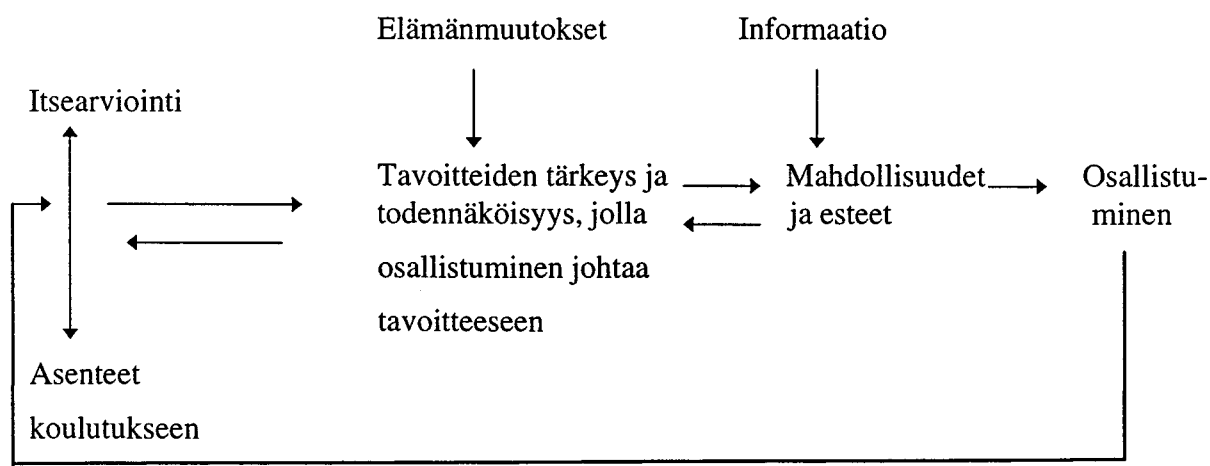 Elämänmuutokset
Informaatio
Itsearviointi
Tavoitteiden tärkeys ja
todennäköisyys, jolla
osallistuminen johtaa
tavoitteeseen
Mahdollisuudet
ja esteet
Osallistu-
minen
Asenteet
koulutukseen